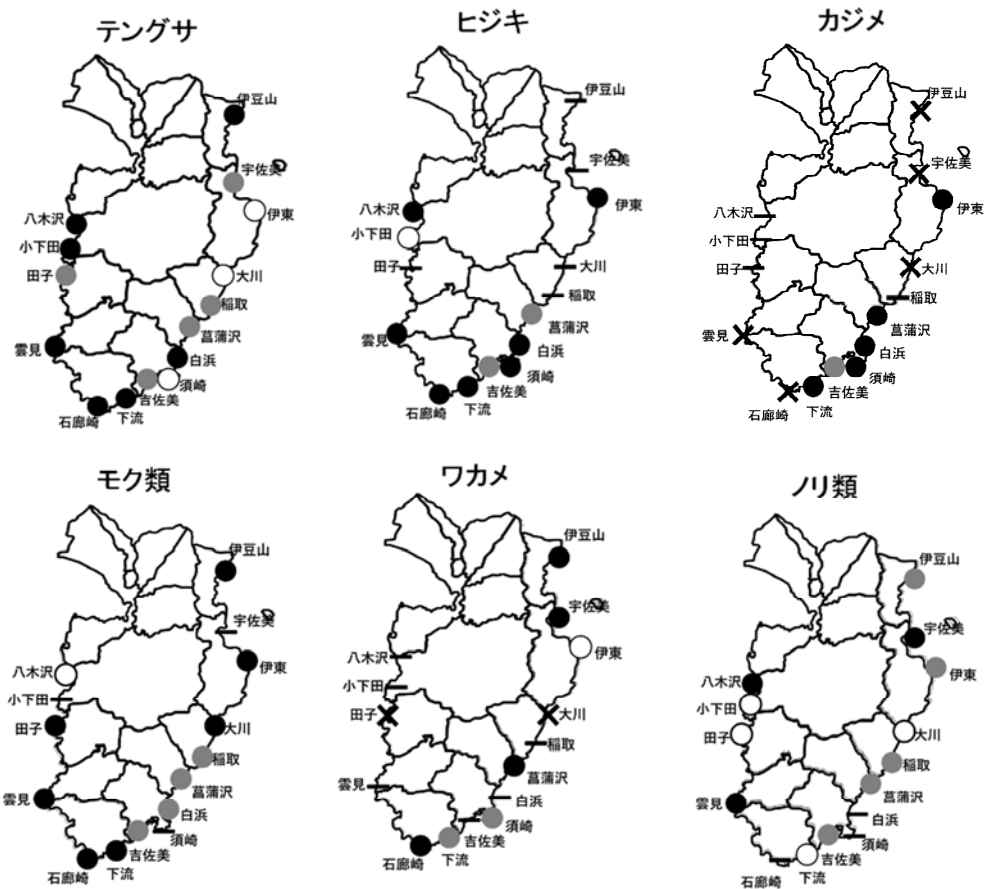 テングサ
伊豆山
宇佐美
伊東
八木沢
小下田
田子
大川
稲取
菖蒲沢
雲見
白浜
須崎
吉佐美
下流
石廊崎
ヒジキ
伊豆山
宇佐美
伊東
八木沢
小下田
田子
大川
稲取
菖蒲沢
雲見
白浜
須崎
吉佐美
下流
石廊崎
カジメ
伊豆山
宇佐美
伊東
八木沢
小下田
田子
大川
稲取
菖蒲沢
雲見
白浜
須崎
吉佐美
下流
石廊崎
モク類
伊豆山
宇佐美
伊東
八木沢
小下田
田子
大川
稲取
菖蒲沢
雲見
白浜
須崎
吉佐美
下流
石廊崎
ワカメ
伊豆山
宇佐美
伊東
八木沢
小下田
田子
大川
稲取
菖蒲沢
雲見
白浜
須崎
吉佐美
下流
石廊崎
ノリ類
伊豆山
宇佐美
伊東
八木沢
小下田
田子
大川
稲取
菖蒲沢
雲見
白浜
須崎
吉佐美
下流
石廊崎